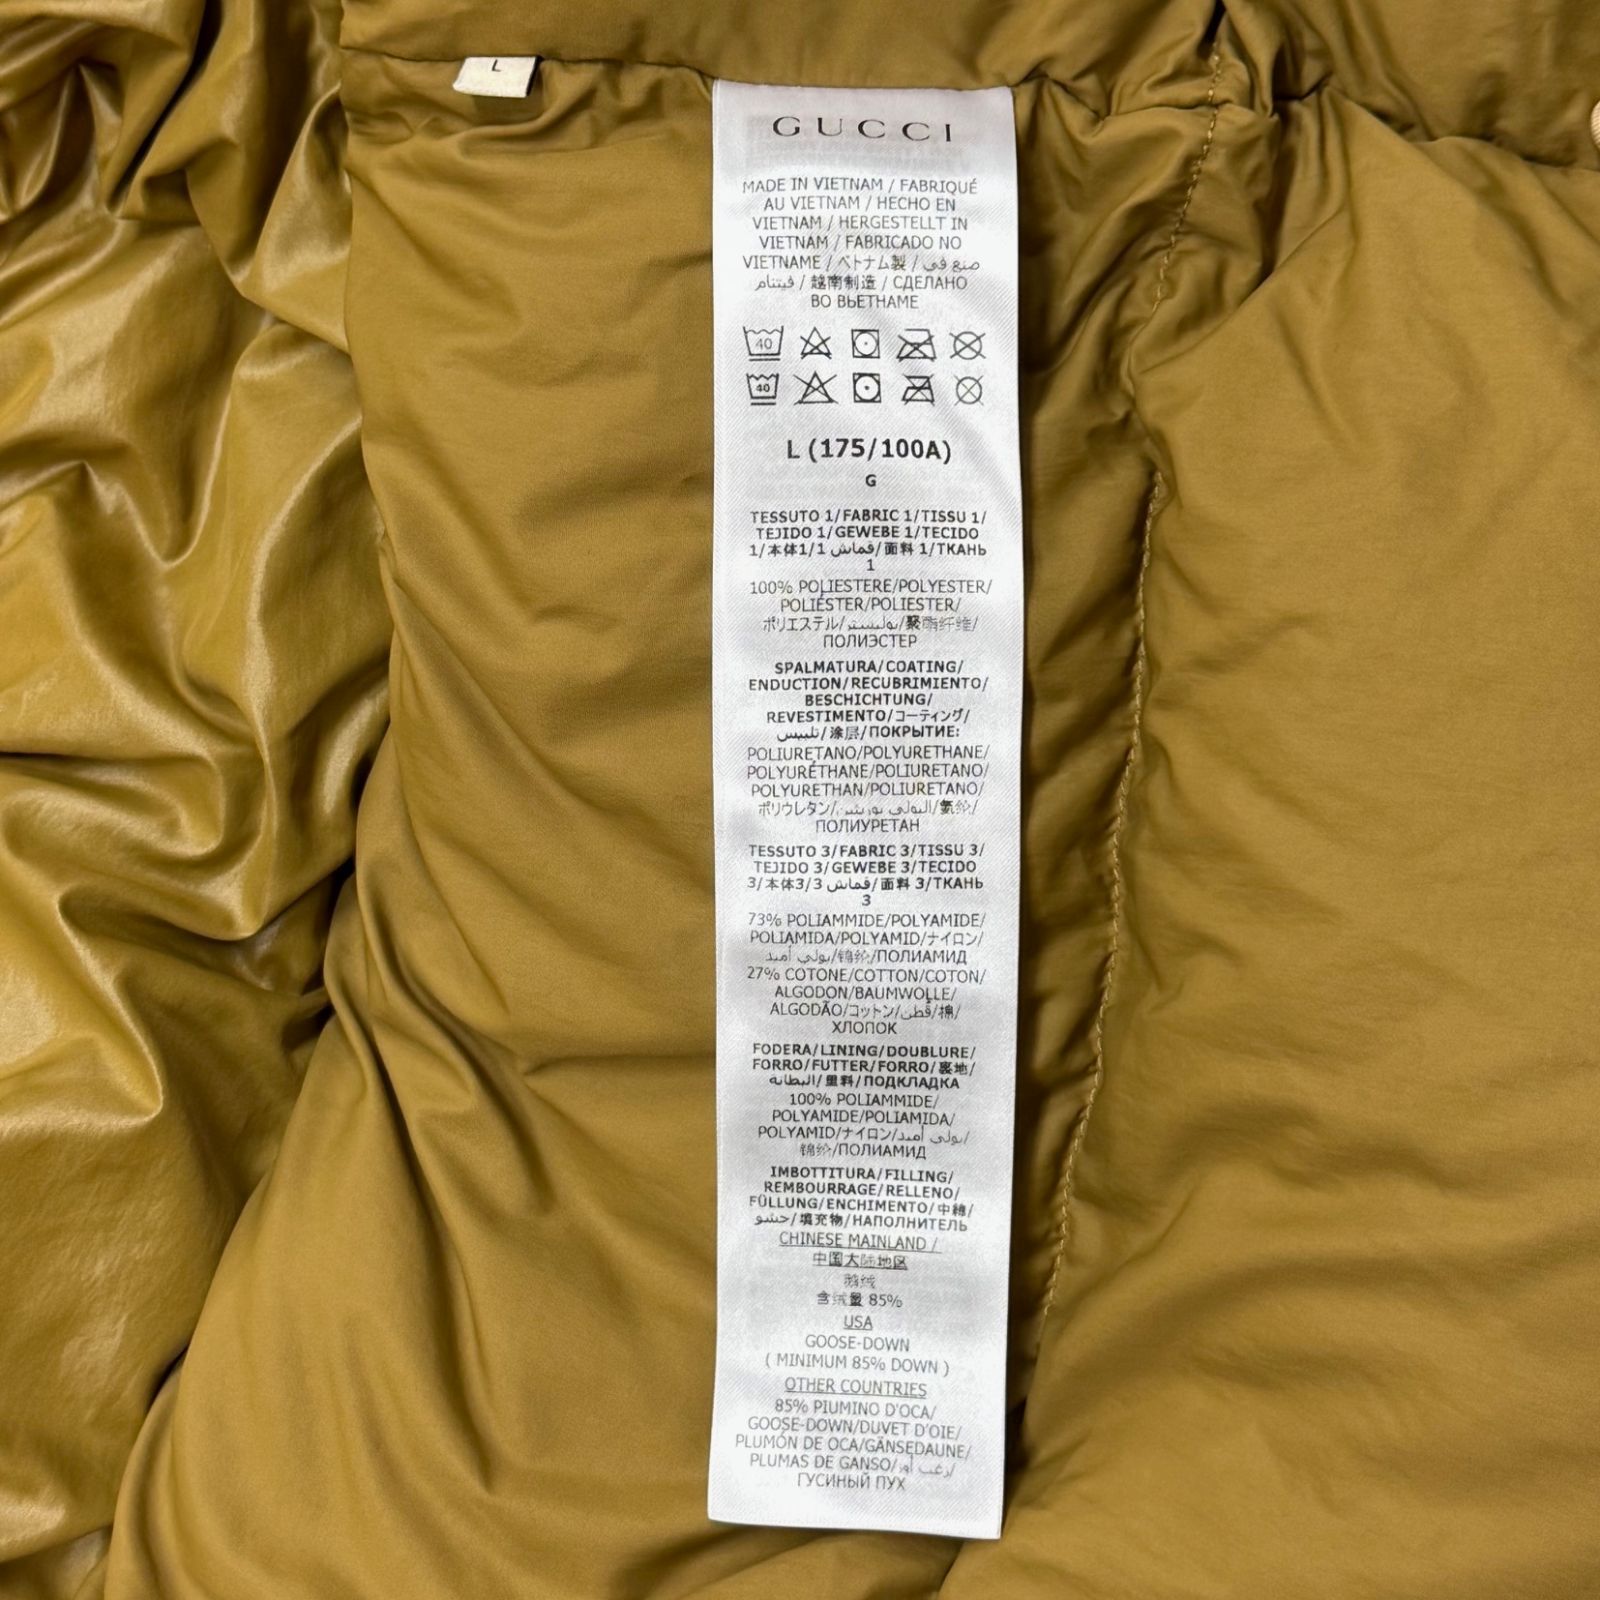 L
GUCCI
MADE IN VIETNAM / FABRIQUÉ
AU VIETNAM / HECHO EN
VIETNAM / HERGESTELLT IN
VIETNAM / FABRICADO NO
VIETNAME / ベトナム製 / صنع في
فيتنام / 越南制造 / СДЕЛАНО
ВО ВЬЕТНАМЕ
40
40
L (175/100A)
G
TESSUTO 1/FABRIC 1/TISSU 1/
TEJIDO 1/GEWEBE 1/TECIDO
1/本体1/1 قماش/面料 1/ТКАНЬ
1
100% POLIESTERE/POLYESTER/
POLIÉSTER/POLIESTER/
ポリエステル/بوليستر/聚酯纤维/
ПОЛИЭСТЕР
SPALMATURA/COATING/
ENDUCTION/RECUBRIMIENTO/
BESCHICHTUNG/
REVESTIMENTO/コーティング/
تلبيس/涂层/ПОКРЫТИЕ:
POLIURETANO/POLYURETHANE/
POLYURÉTHANE/POLIURETANO/
POLYURETHAN/POLIURETANO/
ポリウレタン/البولي يوريثين/氨纶/
ПОЛИУРЕТАН
TESSUTO 3/FABRIC 3/TISSU 3/
TEJIDO 3/GEWEBE 3/TECIDO
3/本体3/3 قماش/面料 3/ТКАНЬ
3
73% POLIAMMIDE/POLYAMIDE/
POLIAMIDA/POLYAMID/ナイロン/
بولي أميد/锦纶/ПОЛИАМИД
27% COTONE/COTTON/COTON/
ALGODON/BAUMWOLLE/
ALGODÃO/コットン/قطن/棉/
ХЛОПОК
FODERA/LINING/DOUBLURE/
FORRO/FUTTER/FORRO/裏地/
البطانة/里料/ПОДКЛАДКА
100% POLIAMMIDE/
POLYAMIDE/POLIAMIDA/
POLYAMID/ナイロン/بولي أميد/
锦纶/ПОЛИАМИД
IMBOTTITURA/FILLING/
REMBOURRAGE/RELLENO/
FÜLLUNG/ENCHIMENTO/中綿/
حشو/填充物/НАПОЛНИТЕЛЬ
CHINESE MAINLAND /
中国大陆地区
鹅绒
含绒量 85%
USA
GOOSE-DOWN
( MINIMUM 85% DOWN )
OTHER COUNTRIES
85% PIUMINO D'OCA/
GOOSE-DOWN/DUVET D'OIE/
PLUMÓN DE OCA/GÄNSEDAUNE/
PLUMAS DE GANSO/زغب أوز/
ГУСИНЫЙ ПУХ